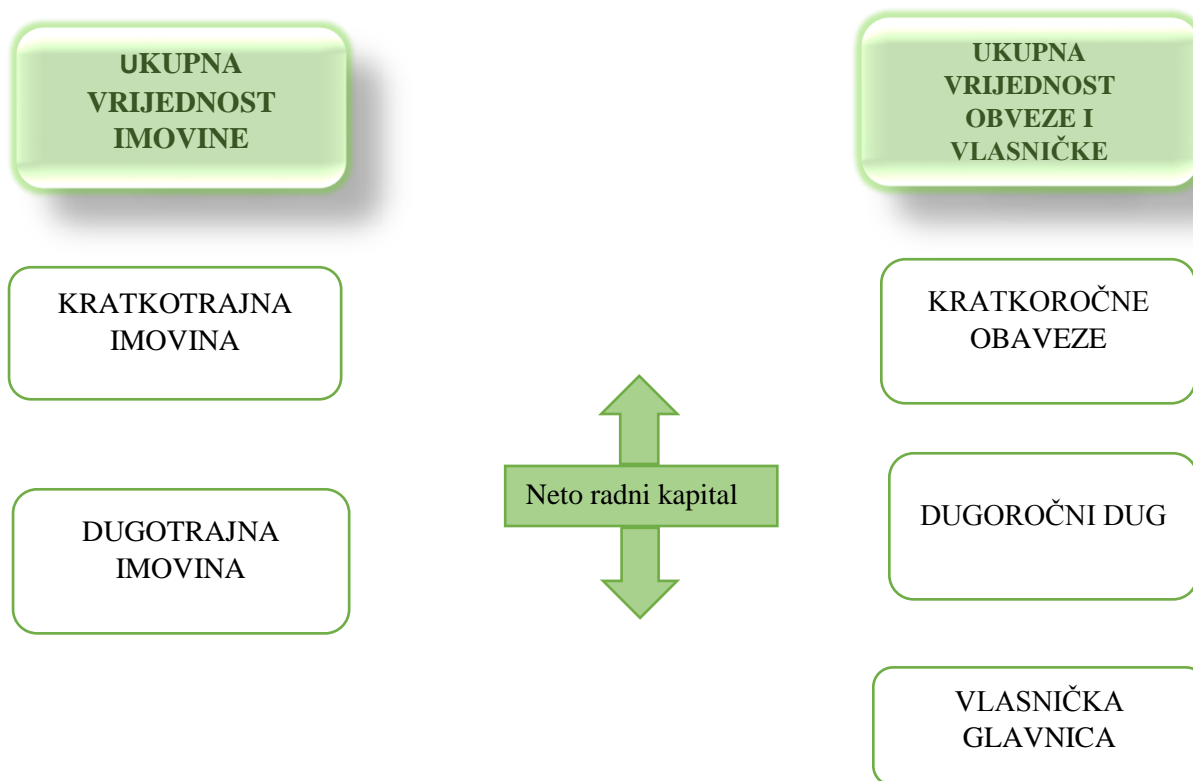 UKUPNA
VRIJEDNOST
IMOVINE
KRATKOTRAJNA
IMOVINA
DUGOTRAJNA
IMOVINA
Neto radni kapital
UKUPNA
VRIJEDNOST
OBVEZE I
VLASNIČKE
KRATKOROČNE
OBAVEZE
DUGOROČNI DUG
VLASNIČKA
GLAVNICA